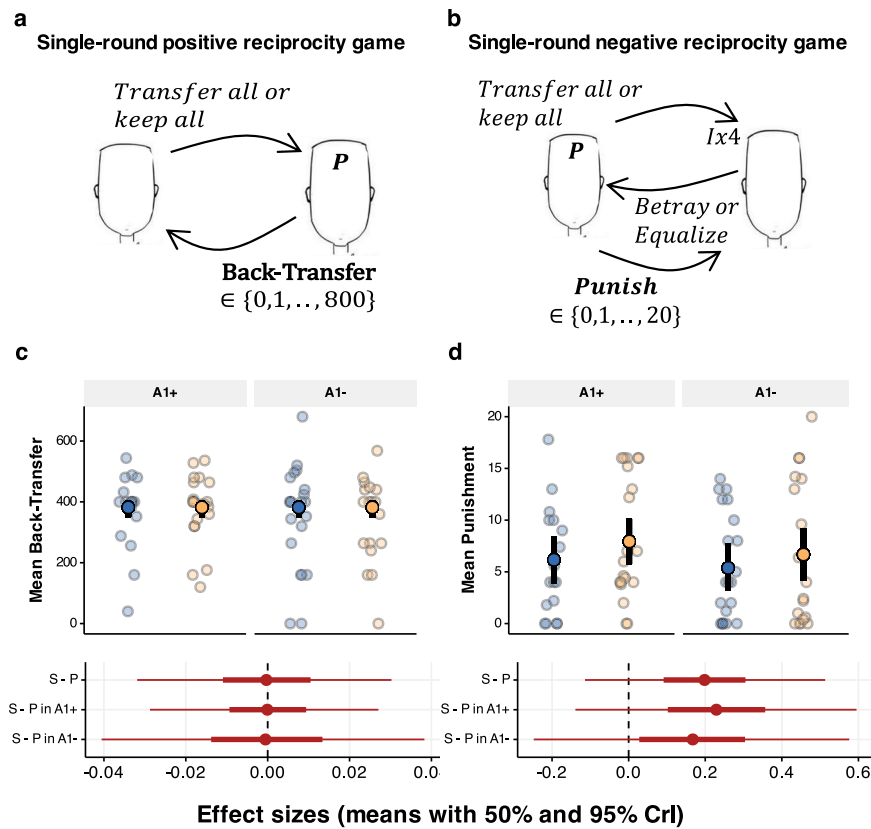 a
Single-round positive reciprocity game
Transfer all or
keep all
P
Back-Transfer
∈ {0,1,..,800}
b
Single-round negative reciprocity game
Transfer all or
keep all
P
Ix4
Betray or
Equalize
Punish
∈ {0,1,..,20}
c
A1+
A1-
Mean Back-Transfer
600
400
200
0
S - P
S - P in A1+
S - P in A1-
-0.04
-0.02
0.00
0.02
0.0
d
A1+
A1-
Mean Punishment
20
15
10
5
0
S - P
S - P in A1+
S - P in A1-
-0.2
0.0
0.2
0.4
0.6
Effect sizes (means with 50% and 95% CrI)